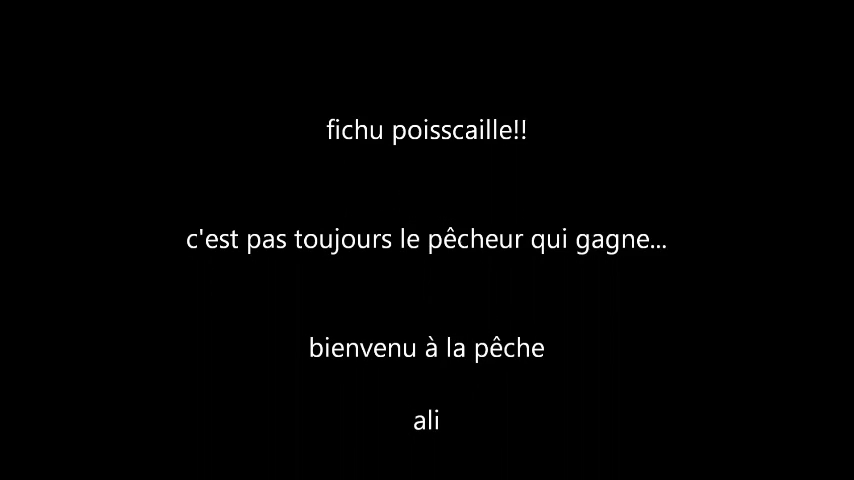 fichu poisscaille!!
c'est pas toujours le pêcheur qui gagne...
bienvenu à la pêche
ali